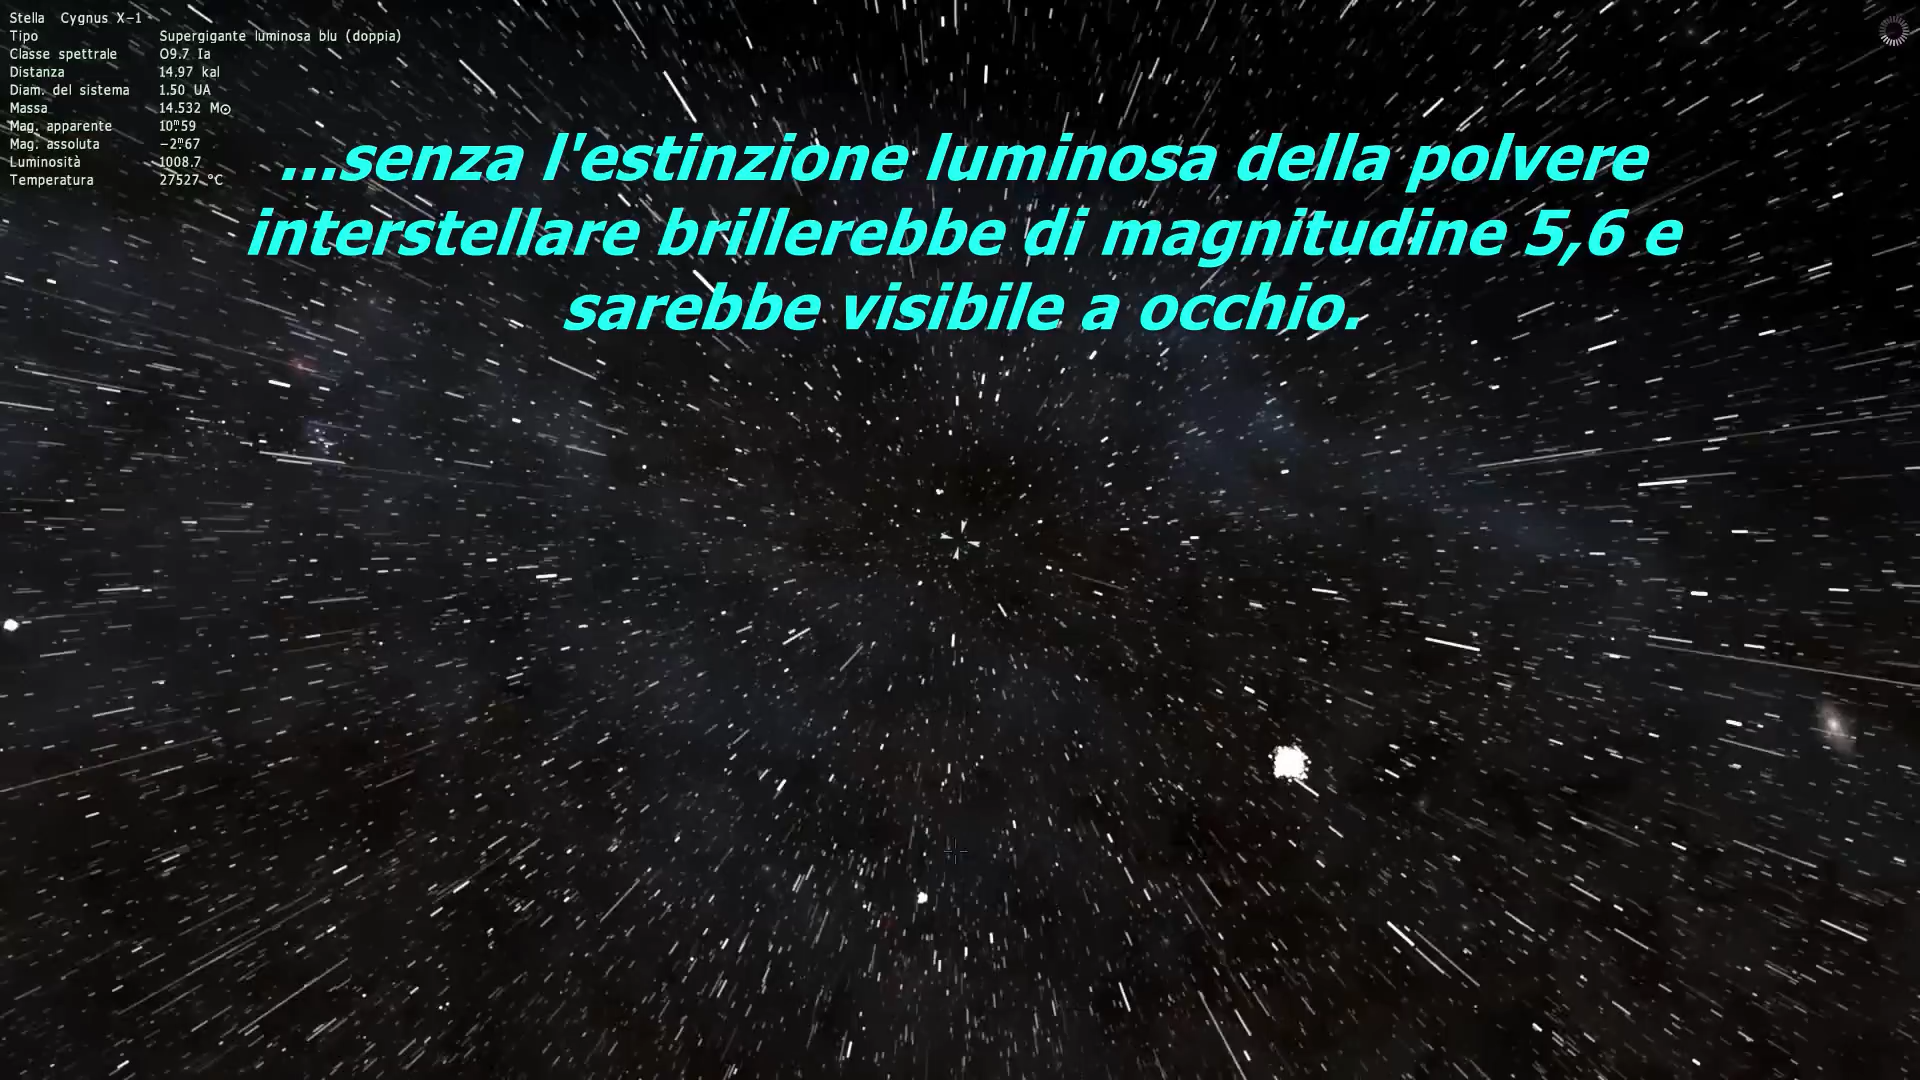 Stella Cygnus X-1
Tipo Supergigante luminosa blu (doppia)
Classe spettrale O9.7 Ia
Distanza 14.97 kal
Diam. del sistema 1.50 UA
Massa 14.532 M⊙
Mag. apparente 10ᵐ.59
Mag. assoluta −2ᵐ.67
Luminosità 1008.7
Temperatura 27527 °C
...senza l'estinzione luminosa della polvere
interstellare brillerebbe di magnitudine 5,6 e
sarebbe visibile a occhio.